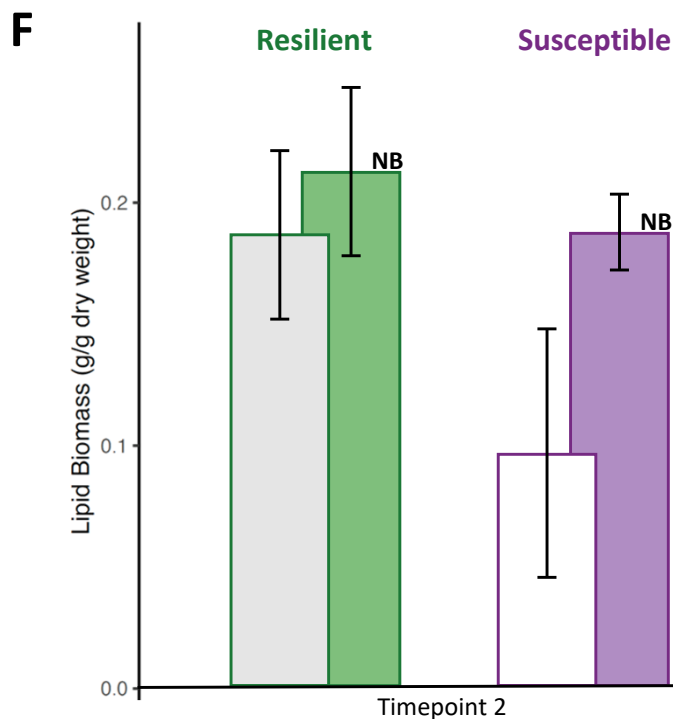 F
Resilient
Susceptible
NB
NB
0.2
0.1
0.0
Lipid Biomass (g/g dry weight)
Timepoint 2